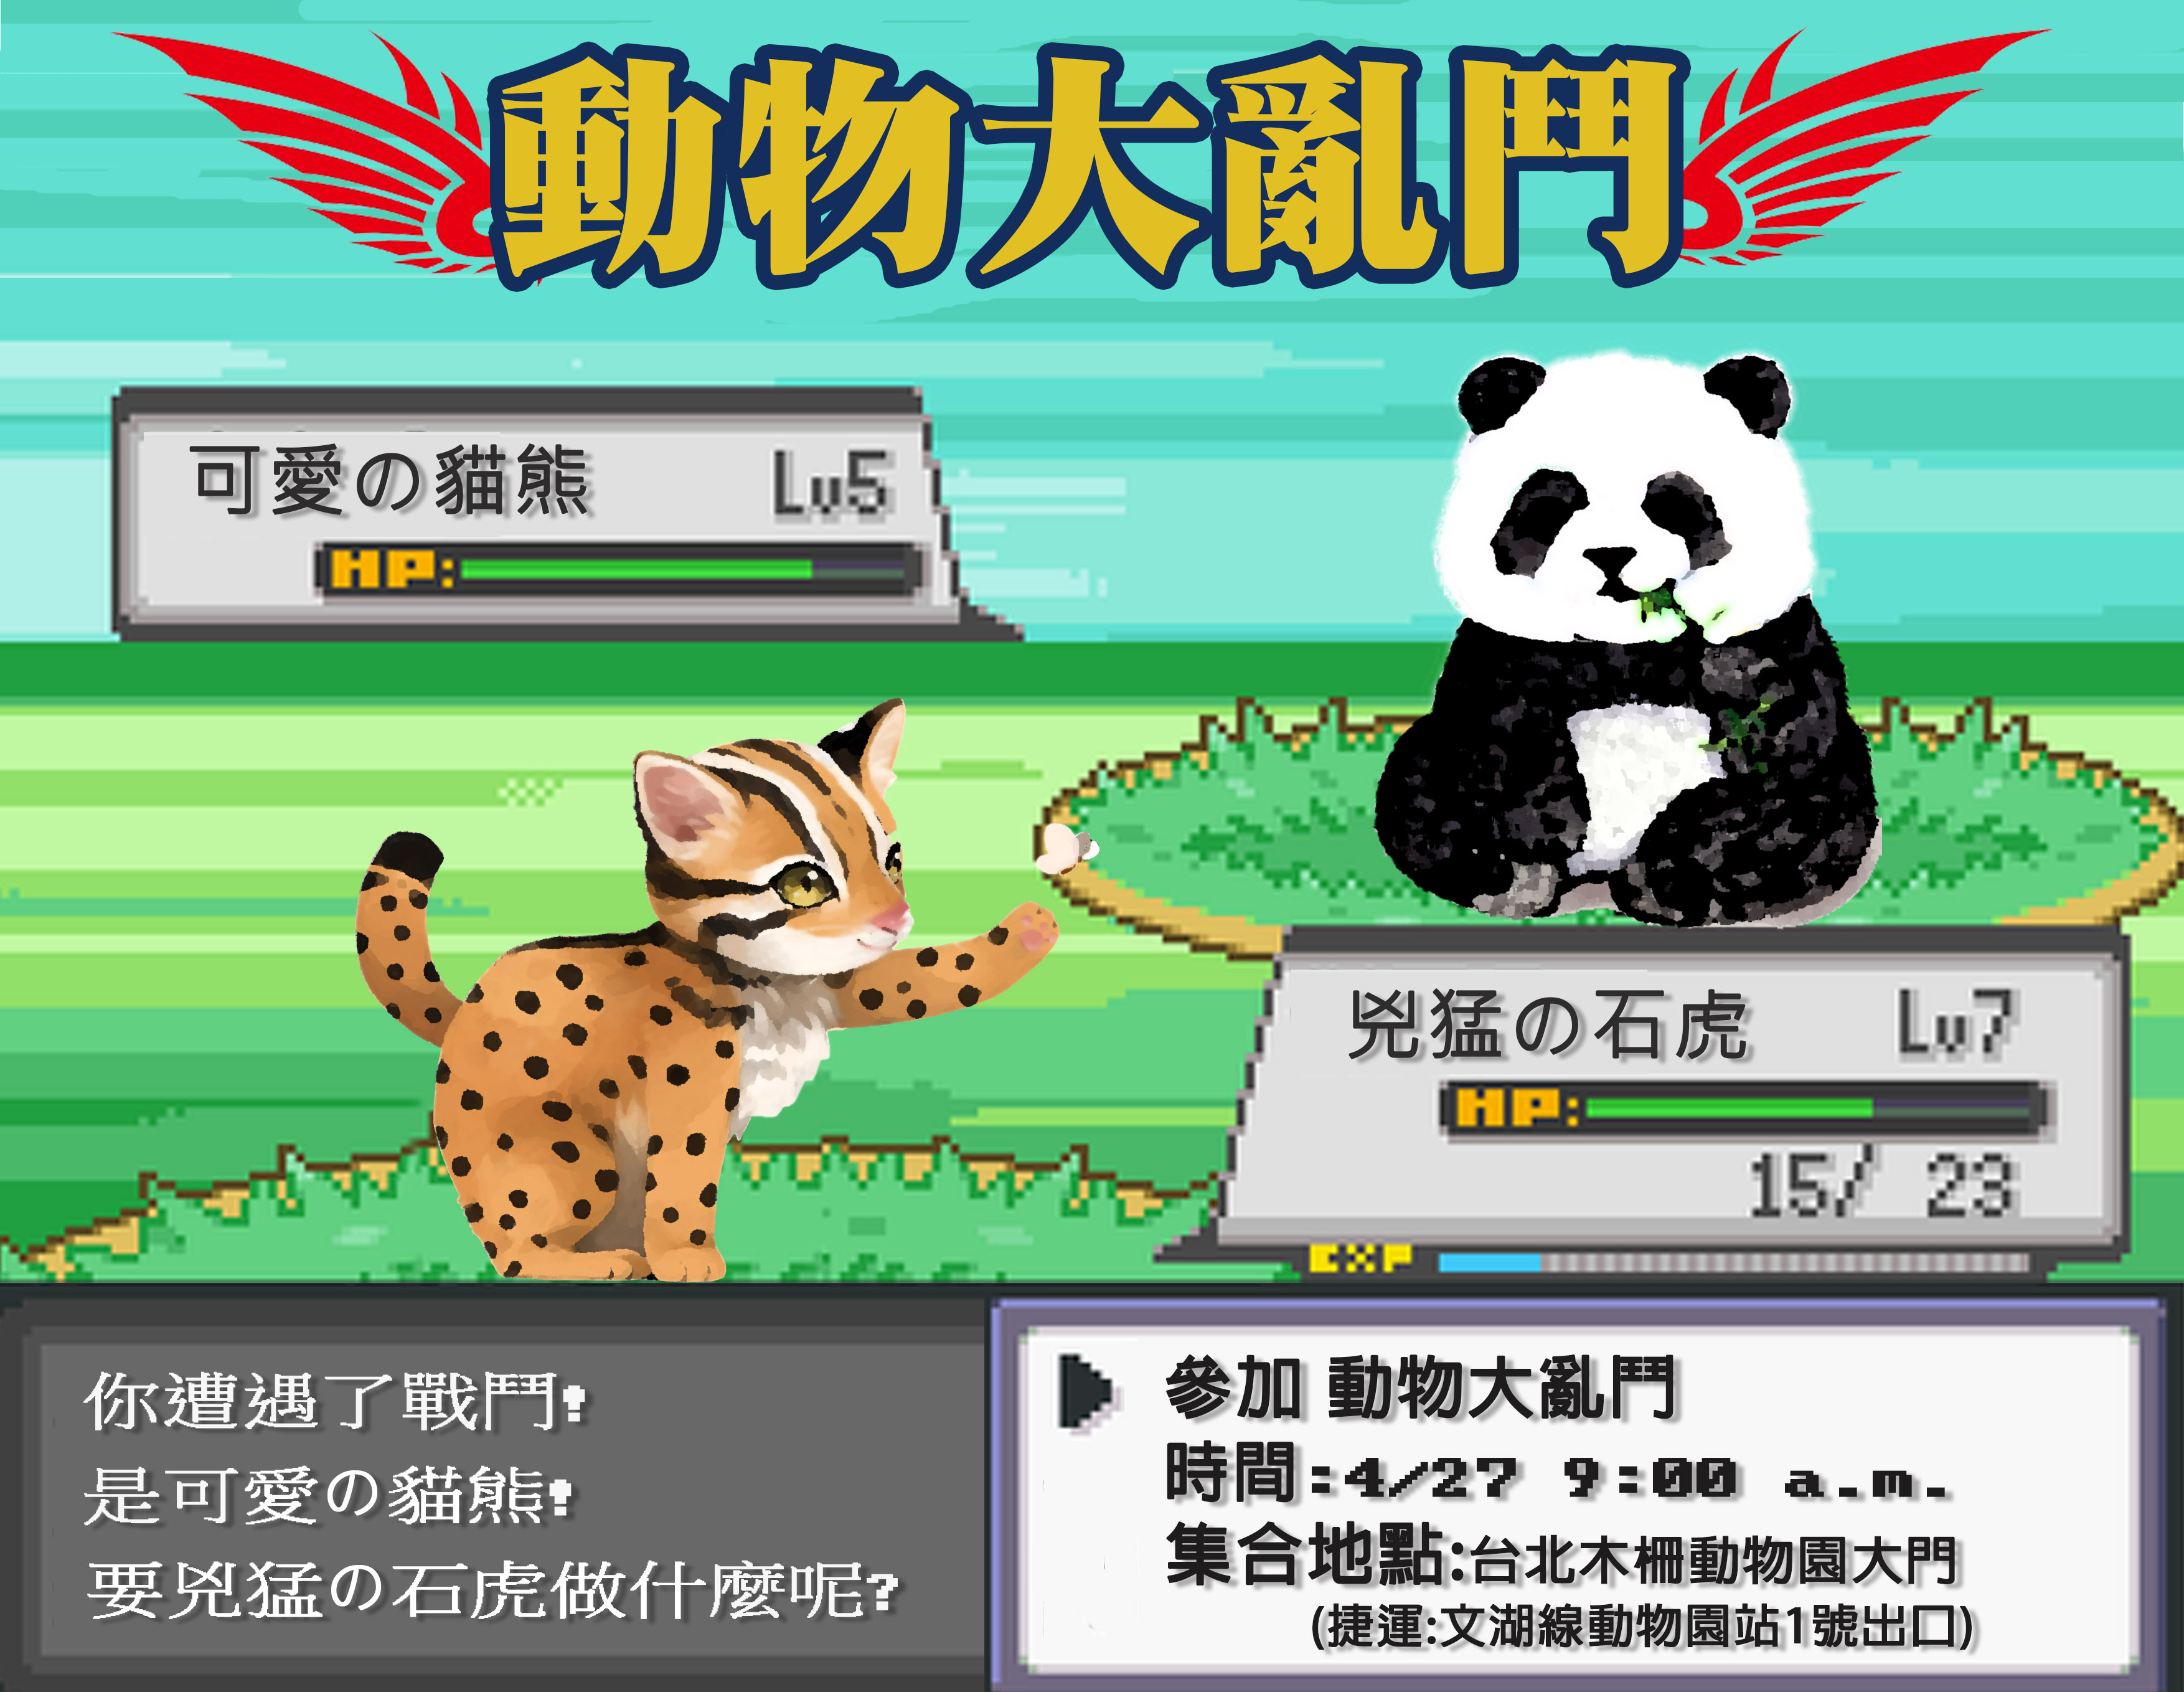 動物大亂鬥
可愛の貓熊 Lv5
HP:
兇猛の石虎 Lv7
HP:
15/ 23
EXP
你遭遇了戰鬥!
是可愛の貓熊!
要兇猛の石虎做什麼呢?
參加 動物大亂鬥
時間:4/27 9:00 a.m.
集合地點:台北木柵動物園大門
(捷運:文湖線動物園站1號出口)